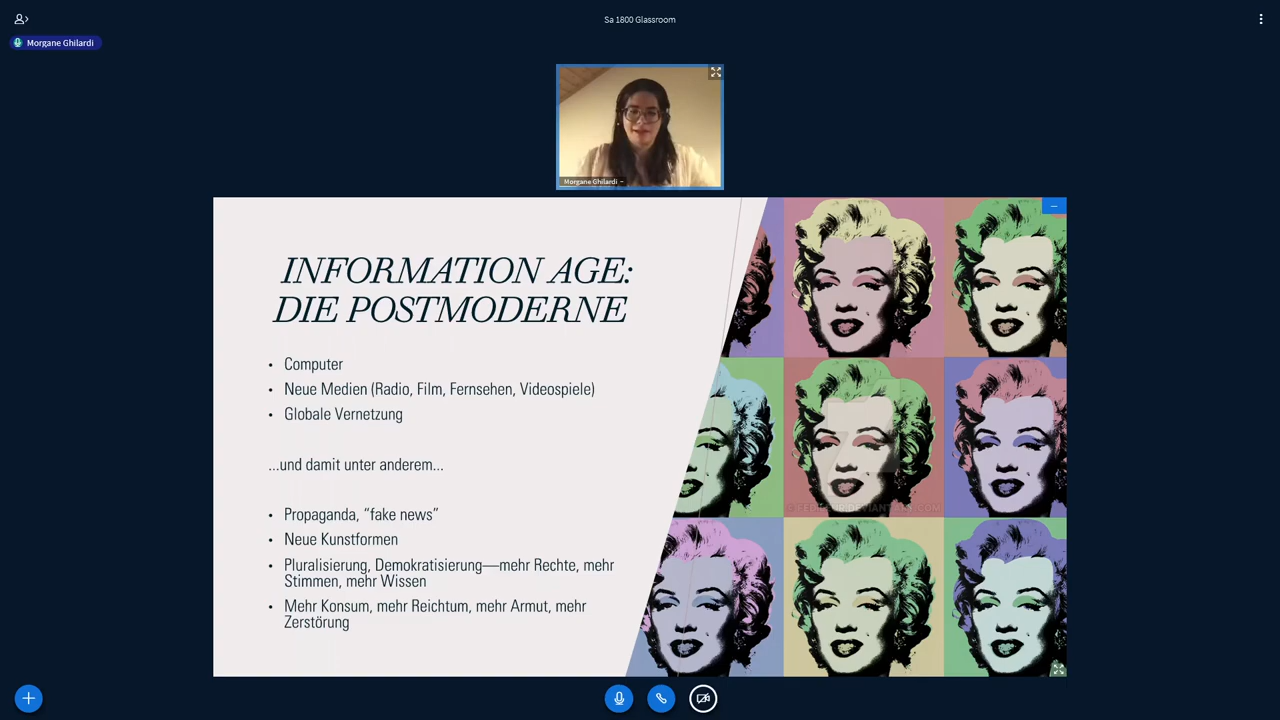 Sa 1800 Glassroom
Morgane Ghilardi
Morgane Ghilardi
INFORMATION AGE:
DIE POSTMODERNE
• Computer
• Neue Medien (Radio, Film, Fernsehen, Videospiele)
• Globale Vernetzung
...und damit unter anderem...
• Propaganda, “fake news”
• Neue Kunstformen
• Pluralisierung, Demokratisierung—mehr Rechte, mehr
Stimmen, mehr Wissen
• Mehr Konsum, mehr Reichtum, mehr Armut, mehr
Zerstörung